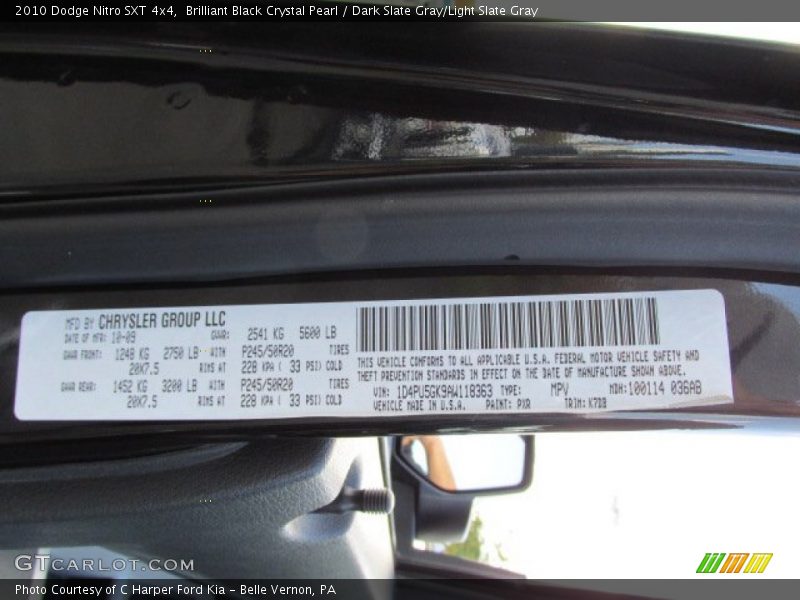 2010 Dodge Nitro SXT 4x4, Brilliant Black Crystal Pearl / Dark Slate Gray/Light Slate Gray
MFD BY CHRYSLER GROUP LLC
DATE OF MFR: 10-09 GVWR: 2541 KG 5600 LB
GAWR FRONT: 1248 KG 2750 LB WITH P245/50R20 TIRES
20X7.5 RIMS AT 228 KPA ( 33 PSI) COLD
GAWR REAR: 1452 KG 3200 LB WITH P245/50R20 TIRES
20X7.5 RIMS AT 228 KPA ( 33 PSI) COLD
THIS VEHICLE CONFORMS TO ALL APPLICABLE U.S.A. FEDERAL MOTOR VEHICLE SAFETY AND
THEFT PREVENTION STANDARDS IN EFFECT ON THE DATE OF MANUFACTURE SHOWN ABOVE.
VIN: 1D4PU5GK9AW118363 TYPE: MPV MDH: 100114 036AB
VEHICLE MADE IN U.S.A. PAINT: PXR TRIM: K7DB
GTCARLOT.COM
Photo Courtesy of C Harper Ford Kia - Belle Vernon, PA